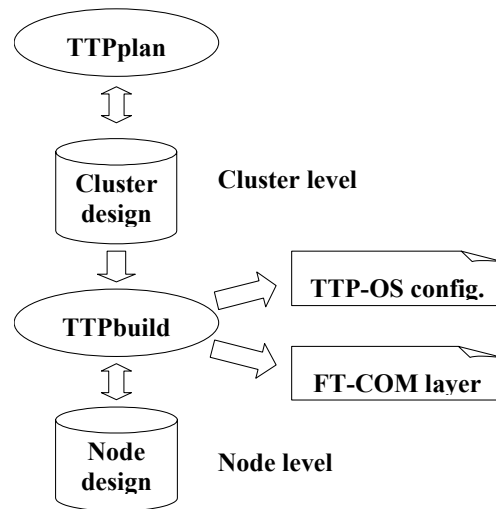 TTPplan
Cluster
design
Cluster level
TTPbuild
TTP-OS config.
FT-COM layer
Node
design
Node level